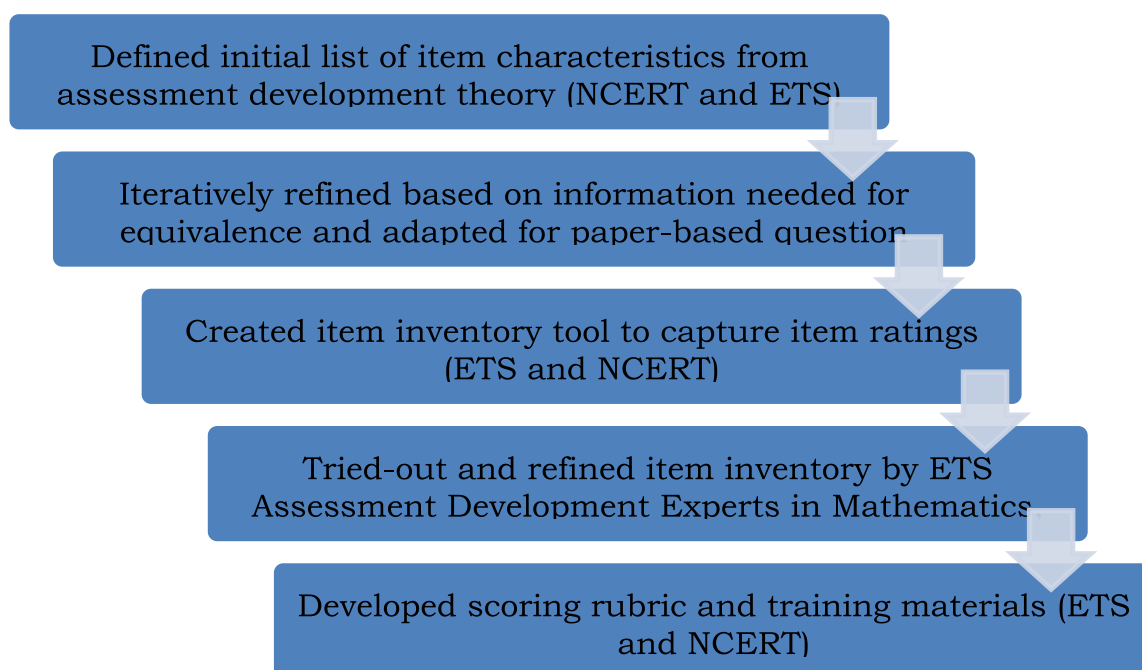 Defined initial list of item characteristics from
assessment development theory (NCERT and ETS)
Iteratively refined based on information needed for
equivalence and adapted for paper-based question
Created item inventory tool to capture item ratings
(ETS and NCERT)
Tried-out and refined item inventory by ETS
Assessment Development Experts in Mathematics,
Developed scoring rubric and training materials (ETS
and NCERT)